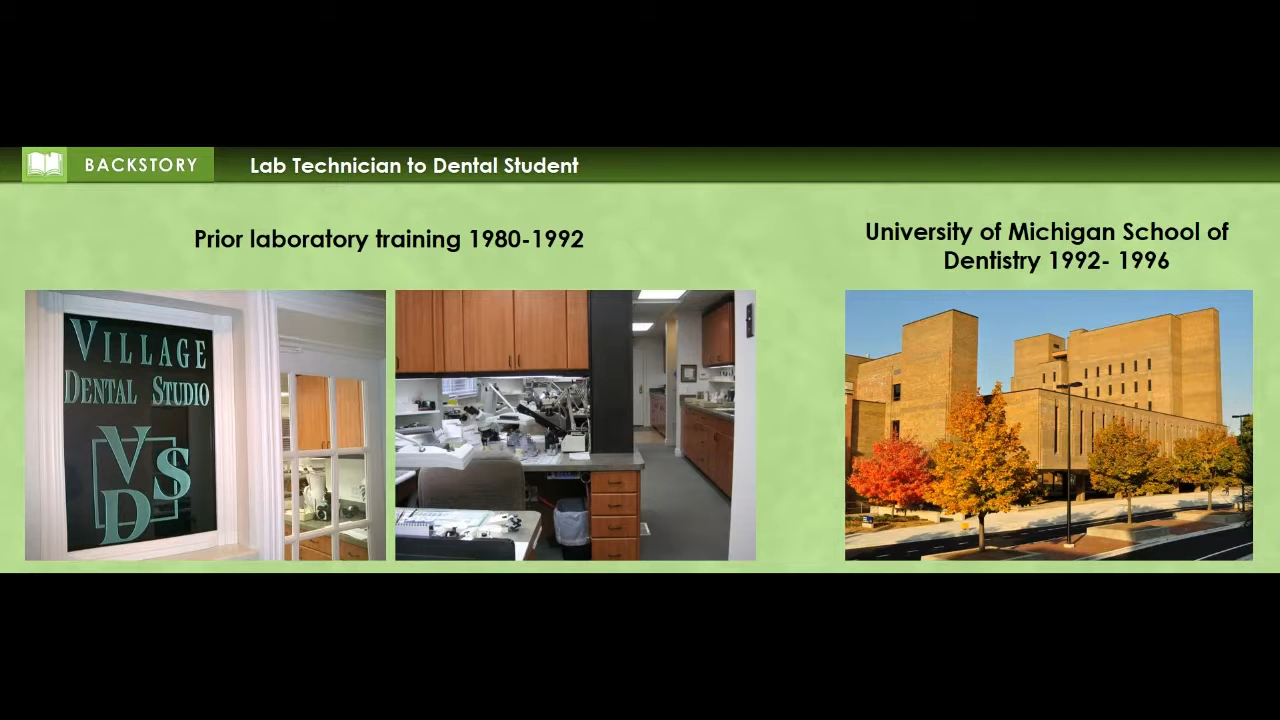 BACKSTORY
Lab Technician to Dental Student
Prior laboratory training 1980-1992
University of Michigan School of
Dentistry 1992- 1996
VILLAGE
DENTAL STUDIO
VSD